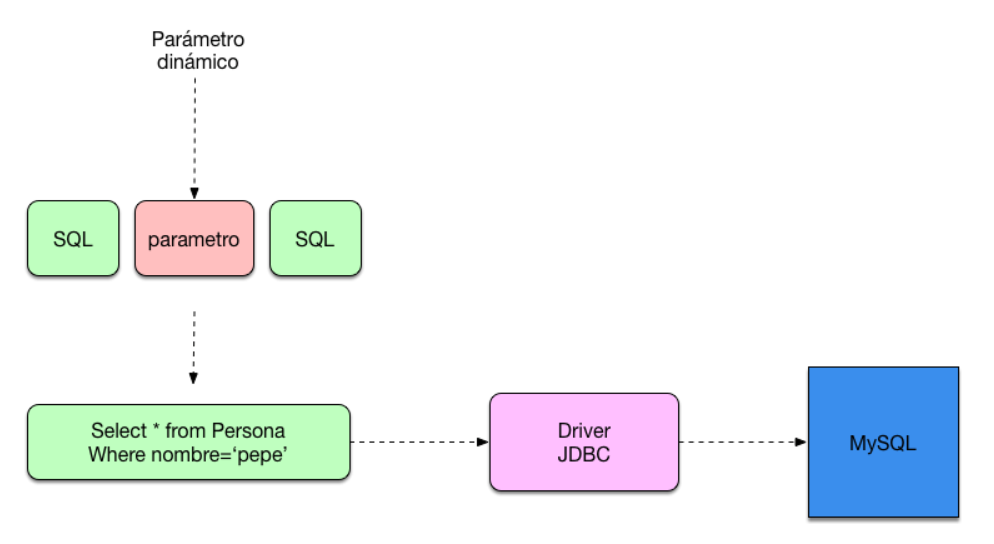 Parámetro
dinámico
SQL
parametro
SQL
Select * from Persona
Where nombre=‘pepe’
Driver
JDBC
MySQL